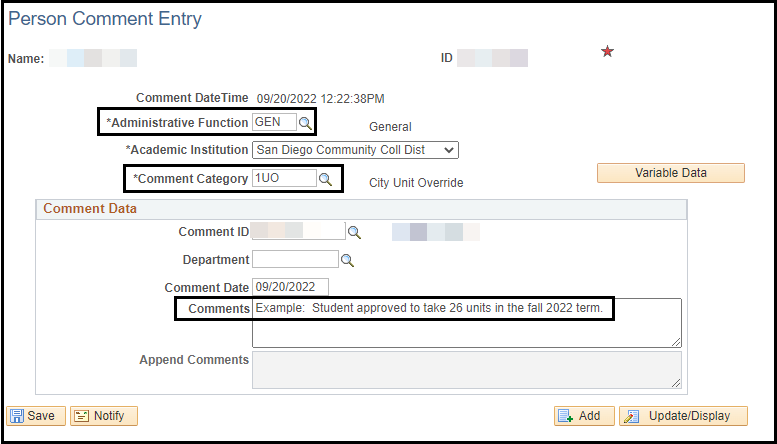 Person Comment Entry
Name: ID
Comment DateTime 09/20/2022 12:22:38PM
*Administrative Function GEN General
*Academic Institution San Diego Community Coll Dist
*Comment Category 1UO City Unit Override Variable Data
Comment Data
Comment ID
Department
Comment Date 09/20/2022
Comments Example: Student approved to take 26 units in the fall 2022 term.
Append Comments
Save Notify Add Update/Display